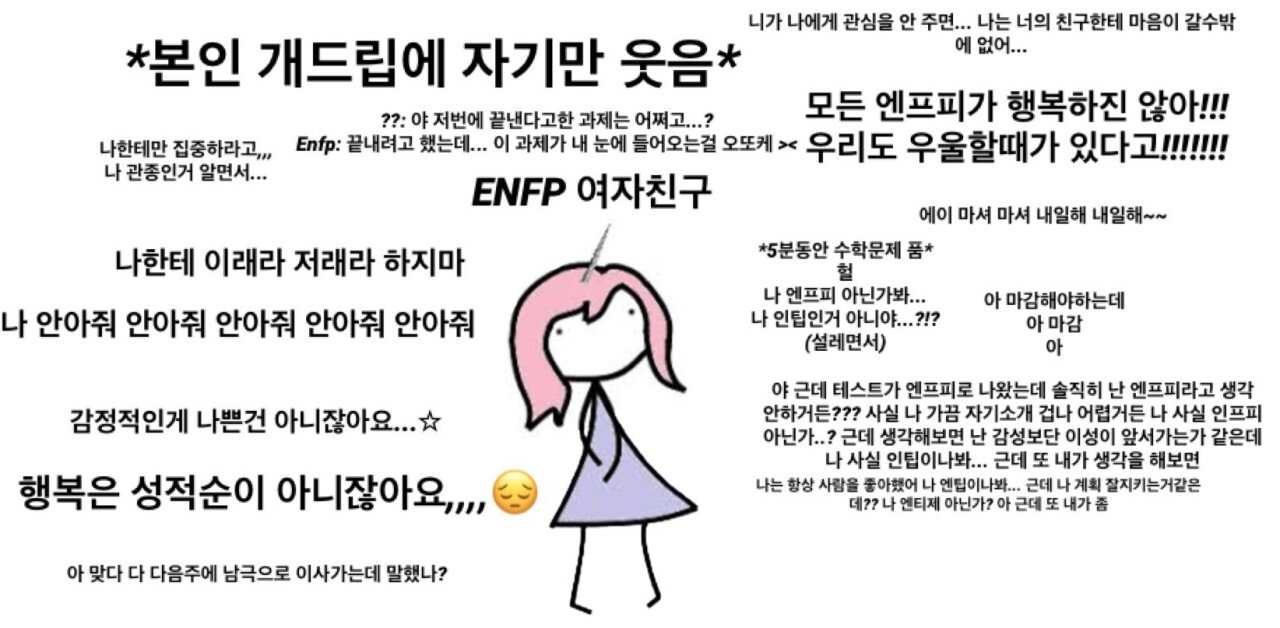 니가 나에게 관심을 안 주면... 나는 너의 친구한테 마음이 갈수밖
에 없어...
*본인 개드립에 자기만 웃음*
모든 엔프피가 행복하진 않아!!!
우리도 우울할때가 있다고!!!!!!!
??: 야 저번에 끝낸다고한 과제는 어쩌고...?
Enfp: 끝내려고 했는데... 이 과제가 내 눈에 들어오는걸 오또케 ><
나한테만 집중하라고,,,
나 관종인거 알면서...
ENFP 여자친구
에이 마셔 마셔 내일해 내일해~~
나한테 이래라 저래라 하지마
*5분동안 수학문제 품*
헐
나 엔프피 아닌가봐...
나 인팁인거 아니야...?!?
(설레면서)
아 마감해야하는데
아 마감
아
나 안아줘 안아줘 안아줘 안아줘 안아줘
야 근데 테스트가 엔프피로 나왔는데 솔직히 난 엔프피라고 생각
안하거든??? 사실 나 가끔 자기소개 겁나 어렵거든 나 사실 인프피
아닌가..? 근데 생각해보면 난 감성보단 이성이 앞서가는가 같은데
나 사실 인팁이나봐... 근데 또 내가 생각을 해보면
나는 항상 사람을 좋아했어 나 엔팁이나봐... 근데 나 계획 잘지키는거같은
데?? 나 엔티제 아닌가? 아 근데 또 내가 좀
감정적인게 나쁜건 아니잖아요...☆
행복은 성적순이 아니잖아요,,,,😔
아 맞다 다 다음주에 남극으로 이사가는데 말했나?